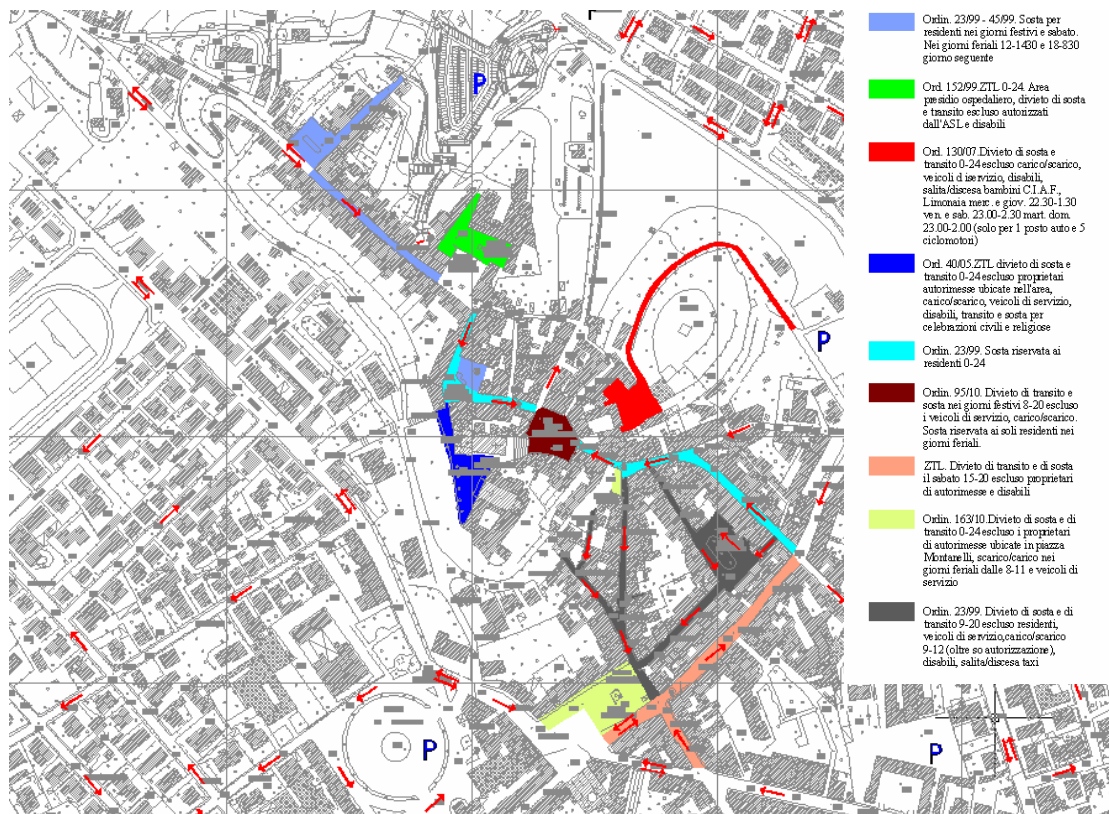 P
Ordin. 23/99 - 45/99. Sosta per
residenti nei giorni festivi e sabato.
Nei giorni feriali 12-1430 e 18-830
giorno seguente
P
Ord. 152/99.ZTL 0-24. Area
presidio ospedaliero, divieto di sosta
e transito escluso autorizzati
dall'ASL e disabili
Ord. 130/07.Divieto di sosta e
transito 0-24 escluso carico/scarico,
veicoli d iservizio, disabili,
salita/discesa bambini C.I.A.F.,
Limonaia merc. e giov. 22.30-1.30
ven. e sab. 23.00-2.30 mart. dom.
23.00-2.00 (solo per 1 posto auto e 5
ciclomotori)
Ord. 40/05.ZTL divieto di sosta e
transito 0-24 escluso proprietari
autorimesse ubicate nell'area,
carico/scarico, veicoli di servizio,
disabili, transito e sosta per
celebrazioni civili e religiose
P
Ordin. 23/99. Sosta riservata ai
residenti 0-24
Ordin. 95/10. Divieto di transito e
sosta nei giorni festivi 8-20 escluso
i veicoli di servizio, carico/scarico.
Sosta riservata ai soli residenti nei
giorni feriali.
ZTL. Divieto di transito e di sosta
il sabato 15-20 escluso proprietari
di autorimesse e disabili
Ordin. 163/10.Divieto di sosta e di
transito 0-24 escluso i proprietari
di autorimesse ubicate in piazza
Montanelli, scarico/carico nei
giorni feriali dalle 8-11 e veicoli di
servizio
Ordin. 23/99. Divieto di sosta e di
transito 9-20 escluso residenti,
veicoli di servizio,carico/scarico
9-12 (oltre so autorizzazione),
disabili, salita/discesa taxi
P
P